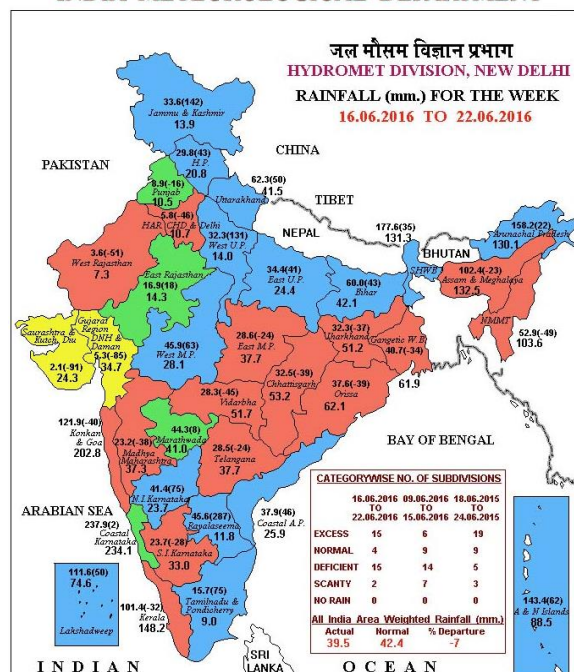 INDIA METEOROLOGICAL DEPARTMENT
जल मौसम विज्ञान प्रभाग
HYDROMET DIVISION, NEW DELHI
RAINFALL (mm.) FOR THE WEEK
16.06.2016 TO 22.06.2016
33.6(142)
Jammu & Kashmir
13.9
29.8(43)
H.P.
20.8
CHINA
PAKISTAN
62.3(50)
41.5
Uttarakhand
TIBET
8.9(-16)
Punjab
10.5
5.8(-46)
HAR. CHD & Delhi
10.7
32.3(131)
West U.P.
14.0
NEPAL
177.6(35)
131.3
BHUTAN
158.2(22)
Arunachal Pradesh
130.1
3.6(-51)
West Rajasthan
7.3
East Rajasthan
16.9(18)
14.3
34.4(41)
East U.P.
24.4
60.0(43)
Bihar
42.1
SHWB
102.4(-23)
Assam & Meghalaya
132.5
NMMT
52.9(-49)
103.6
Saurashtra &
Kutch, Diu
2.1(-91)
24.3
Gujarat
Region
DNH &
Daman
5.3(-85)
34.7
45.9(63)
West M.P.
28.1
28.6(-24)
East M.P.
37.7
32.3(-37)
Jharkhand
51.2
Gangetic W.B.
40.7(-34)
61.9
32.5(-39)
Chhattisgarh
53.2
37.6(-39)
Orissa
62.1
28.3(-45)
Vidarbha
51.7
121.9(-40)
Konkan
and Goa
202.8
23.2(-38)
Madhya
Maharashtra
37.3
44.3(8)
Marathwada
41.0
28.5(-24)
Telangana
37.7
BAY OF BENGAL
ARABIAN SEA
41.4(75)
N.I.Karnataka
23.7
45.6(287)
Rayalaseema
11.8
37.9(46)
Coastal A.P.
25.9
237.9(2)
Coastal
Karnataka
234.1
23.7(-28)
S.I.Karnataka
33.0
111.6(50)
74.6
Lakshadweep
101.4(-32)
Kerala
148.2
15.7(75)
Tamilnadu &
Pondicherry
9.0
143.4(62)
A & N Islands
88.5
CATEGORYWISE NO. OF SUBDIVISIONS
16.06.2016 09.06.2016 18.06.2015
TO TO TO
22.06.2016 15.06.2016 24.06.2015
EXCESS 15 6 19
NORMAL 4 9 9
DEFICIENT 15 14 5
SCANTY 2 7 3
NO RAIN 0 0 0
All India Area Weighted Rainfall (mm.)
Actual Normal % Departure
39.5 42.4 -7
SRI
LANKA
INDIAN OCEAN